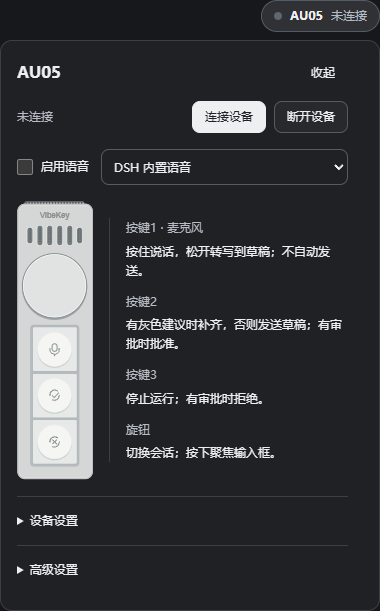 AU05 未连接
AU05
收起
未连接
连接设备
断开设备
启用语音
DSH 内置语音
VibeKey
按键1 · 麦克风
按住说话，松开转写到草稿；不自动发
送。
按键2
有灰色建议时补齐，否则发送草稿；有审
批时批准。
按键3
停止运行；有审批时拒绝。
旋钮
切换会话；按下聚焦输入框。
设备设置
高级设置